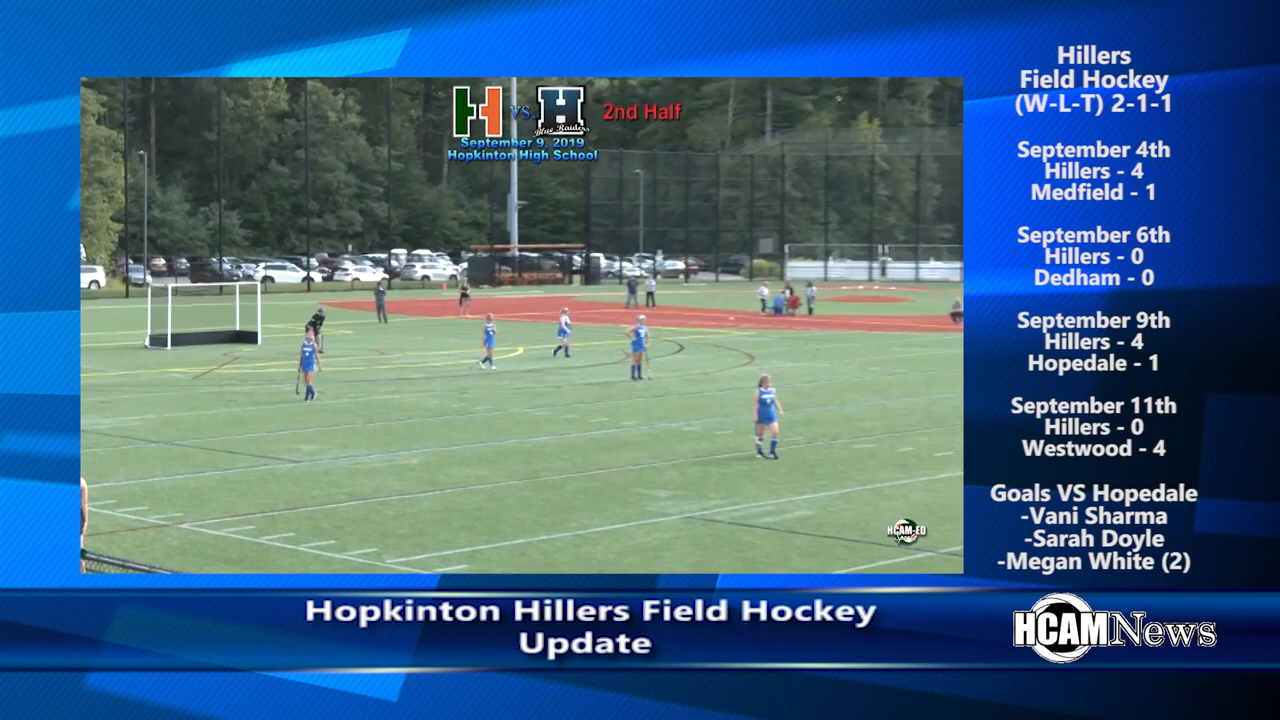 H vs. H 2nd Half
Blue Raiders
September 9, 2019
Hopkinton High School
HCAM-ED
Sports
Hillers
Field Hockey
(W-L-T) 2-1-1
September 4th
Hillers - 4
Medfield - 1
September 6th
Hillers - 0
Dedham - 0
September 9th
Hillers - 4
Hopedale - 1
September 11th
Hillers - 0
Westwood - 4
Goals VS Hopedale
-Vani Sharma
-Sarah Doyle
-Megan White (2)
Hopkinton Hillers Field Hockey
Update
HCAM News